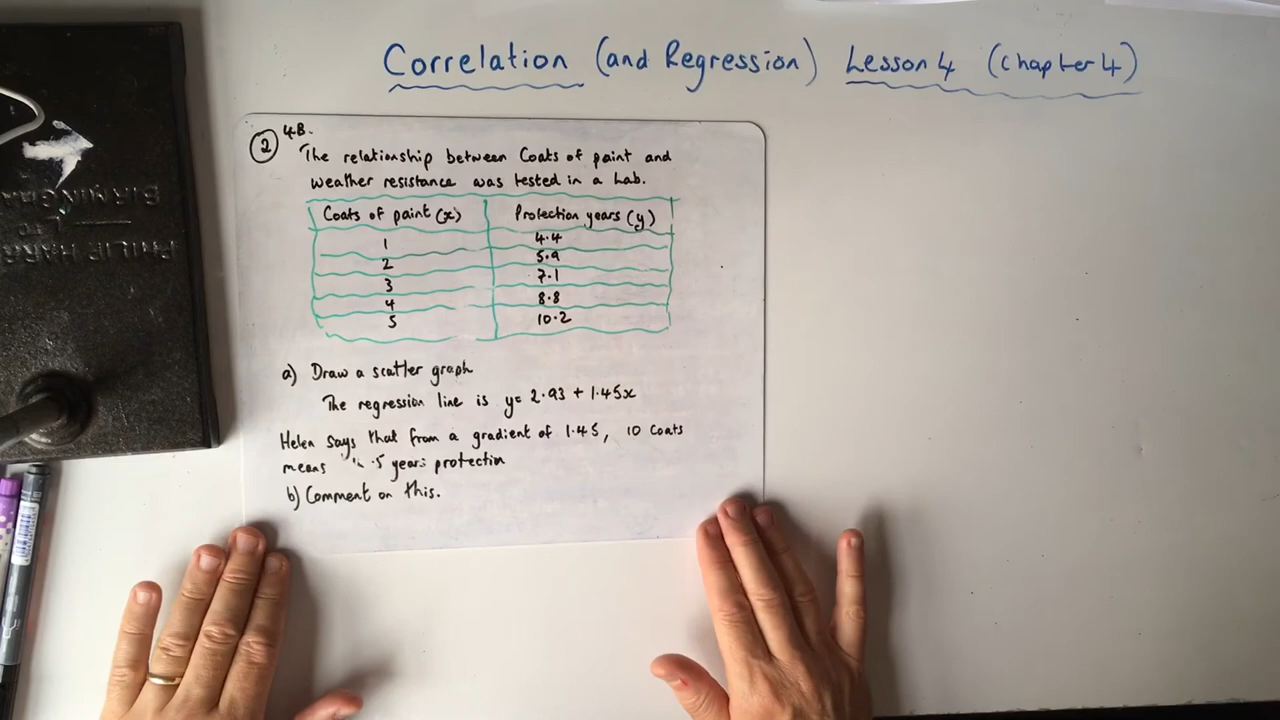 Correlation (and Regression) Lesson 4 (Chapter 4)
2 4B.
The relationship between Coats of paint and
weather resistance was tested in a Lab.
Coats of paint (x) Protection years (y)
1 4.4
2 5.9
3 7.1
4 8.8
5 10.2
a) Draw a scatter graph
The regression line is y= 2.93 + 1.45x
Helen says that from a gradient of 1.45, 10 Coats
means .5 years protection
b) Comment on this.
BIRMINGHA
PHILIP HARR